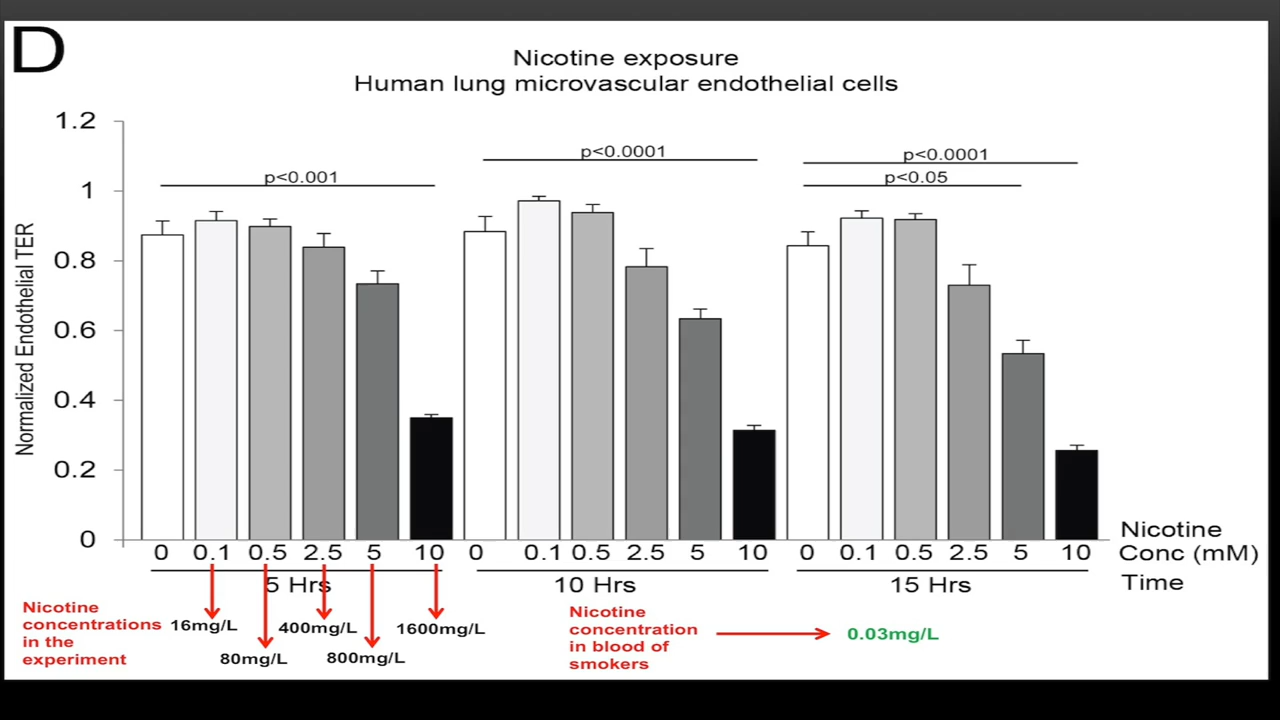 D
Nicotine exposure
Human lung microvascular endothelial cells
Normalized Endothelial TER
1.2
1
0.8
0.6
0.4
0.2
0
p<0.001
p<0.0001
p<0.0001
p<0.05
0 0.1 0.5 2.5 5 10 0 0.1 0.5 2.5 5 10 0 0.1 0.5 2.5 5 10
Nicotine
Conc (mM)
5 Hrs 10 Hrs 15 Hrs Time
Nicotine
concentrations
in the
experiment
16mg/L
80mg/L
400mg/L
800mg/L
1600mg/L
Nicotine
concentration
in blood of
smokers
0.03mg/L